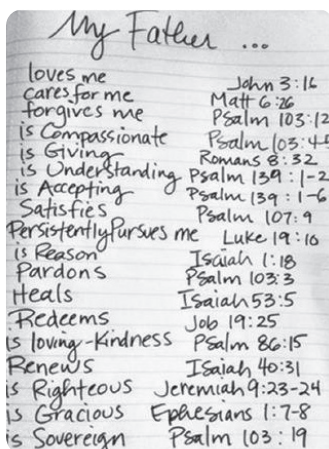 My Father ...
loves me John 3:16
cares for me Matt 6:26
forgives me Psalm 103:12
is Compassionate Psalm 103:4
is Giving Romans 8:32
is Understanding Psalm 139:1-2
is Accepting Psalm 139:1-6
Satisfies Psalm 107:9
Persistently Pursues me Luke 19:10
is Reason Isaiah 1:18
Pardons Psalm 103:3
Heals Isaiah 53:5
Redeems Job 19:25
is loving-Kindness Psalm 86:15
Renews Isaiah 40:31
is Righteous Jeremiah 9:23-24
is Gracious Ephesians 1:7-8
is Sovereign Psalm 103:19